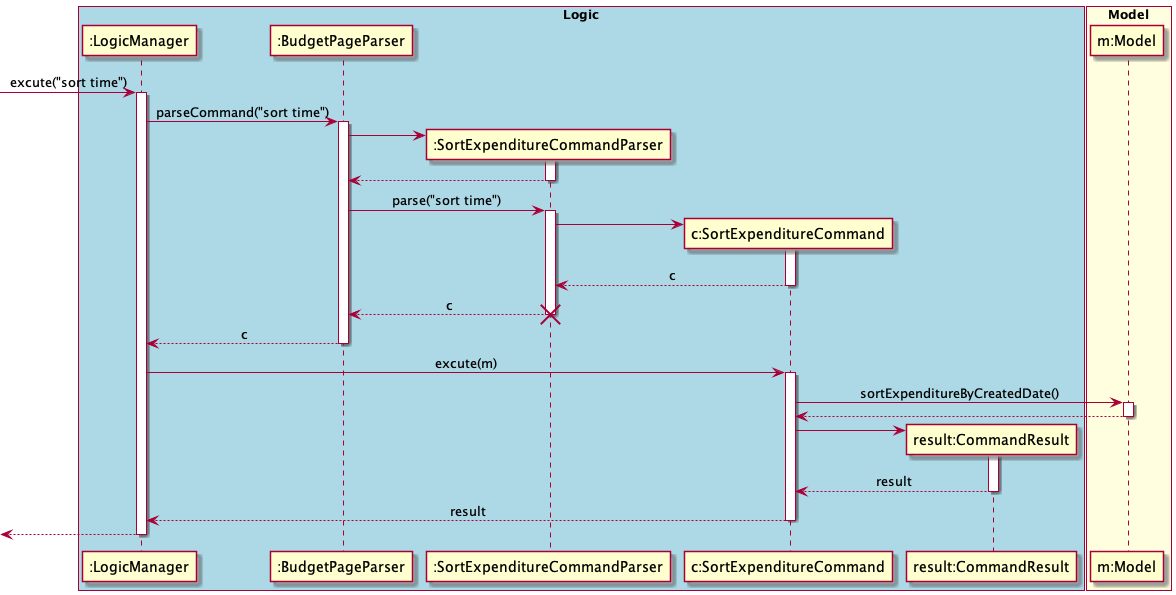 Logic
Model
:LogicManager
:BudgetPageParser
m:Model
excute("sort time")
parseCommand("sort time")
:SortExpenditureCommandParser
parse("sort time")
c:SortExpenditureCommand
c
c
c
excute(m)
sortExpenditureByCreatedDate()
result:CommandResult
result
result
:LogicManager
:BudgetPageParser
:SortExpenditureCommandParser
c:SortExpenditureCommand
result:CommandResult
m:Model